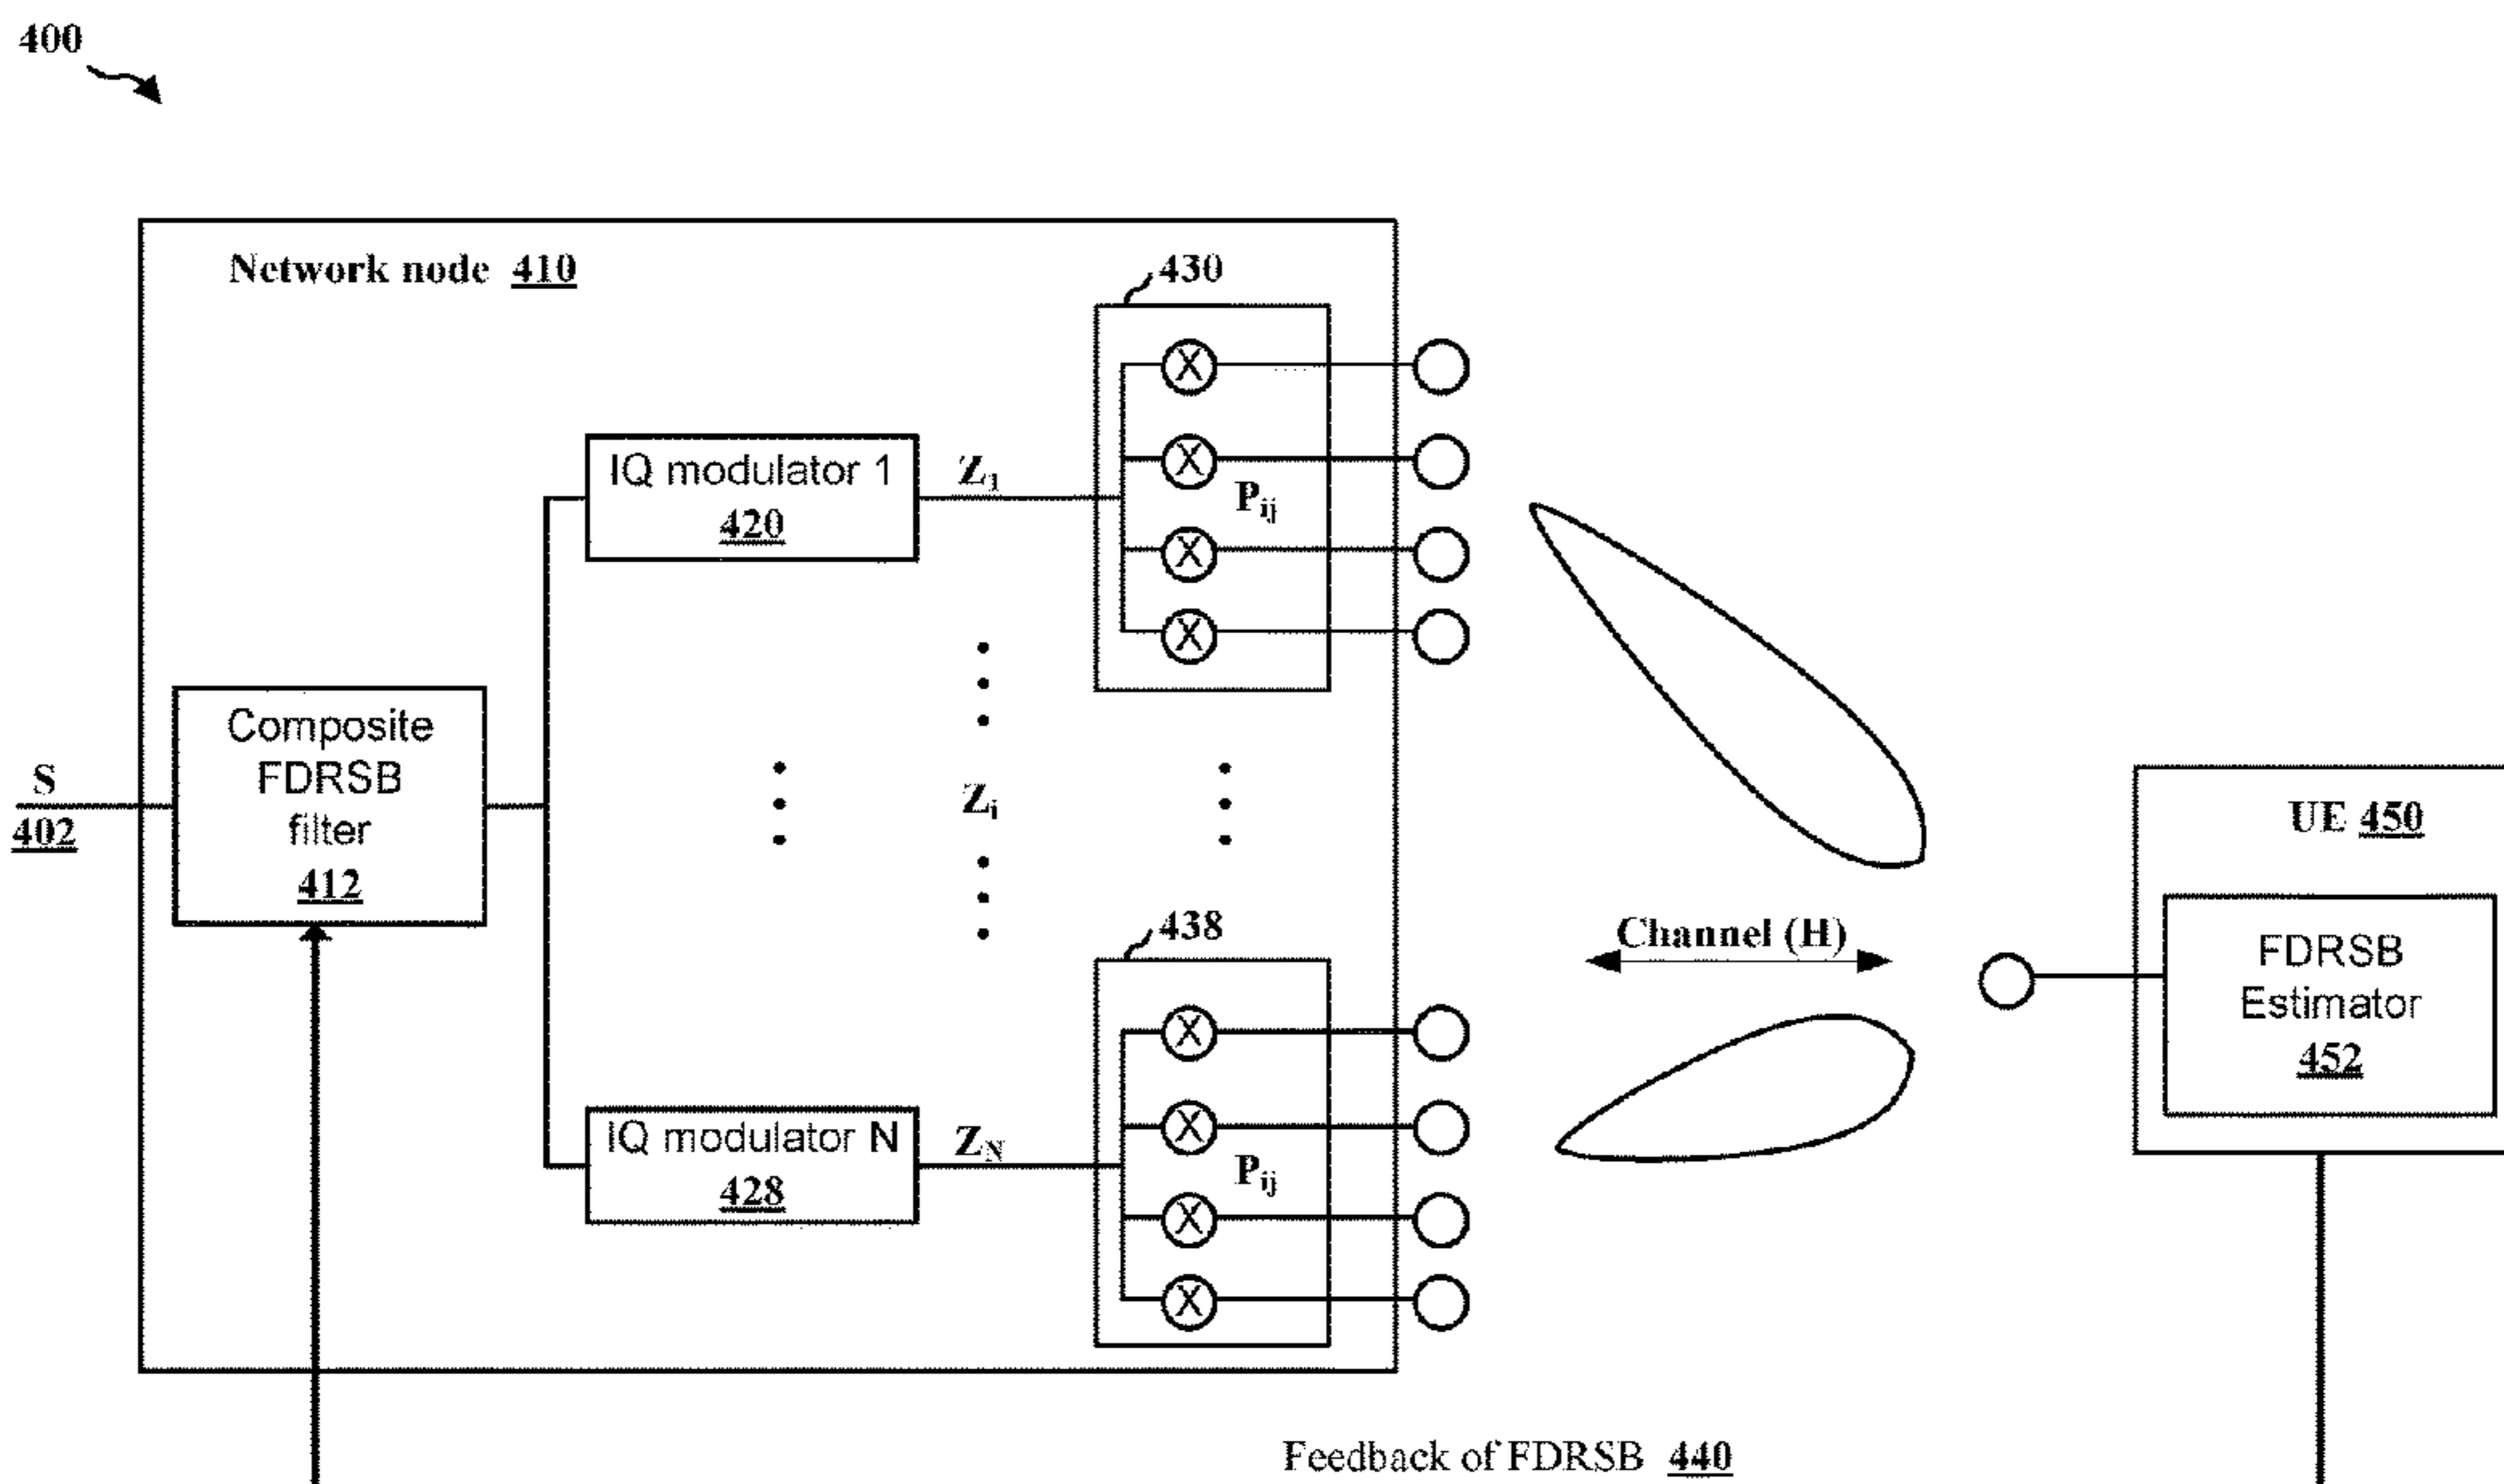 400
Network node 410
430
IQ modulator 1
420
Z1
Pij
X
X
X
X
S
402
Composite
FDRSB
filter
412
Zi
438
IQ modulator N
428
ZN
Pij
X
X
X
X
Channel (H)
UE 450
FDRSB
Estimator
452
Feedback of FDRSB 440